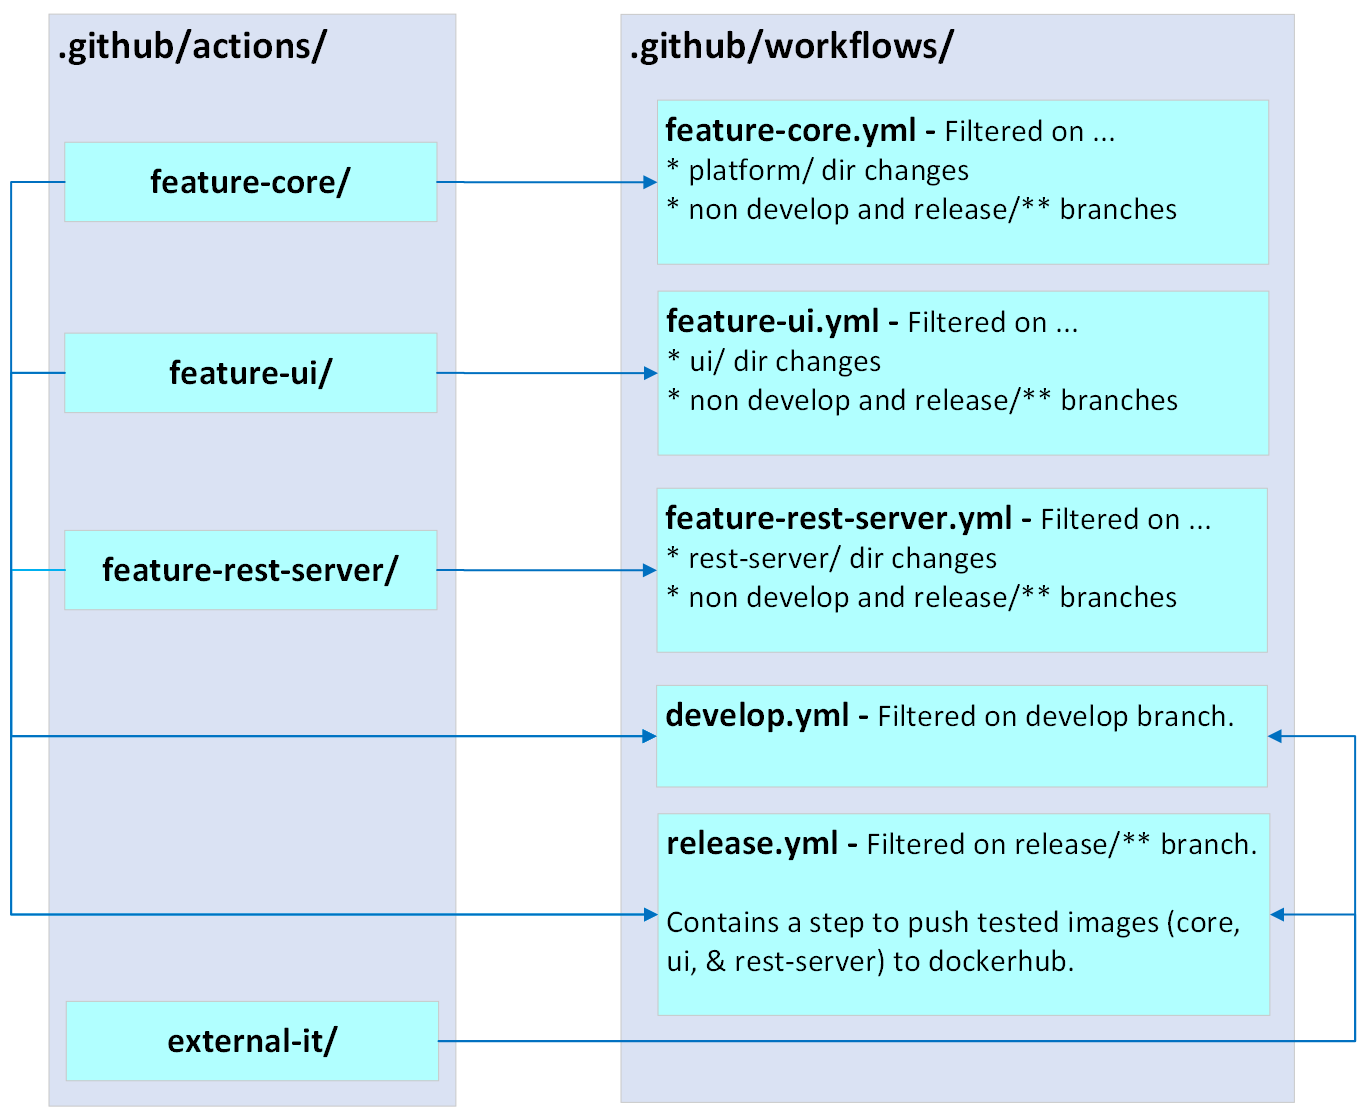 .github/actions/
feature-core/
feature-ui/
feature-rest-server/
external-it/
.github/workflows/
feature-core.yml - Filtered on ...
* platform/ dir changes
* non develop and release/** branches
feature-ui.yml - Filtered on ...
* ui/ dir changes
* non develop and release/** branches
feature-rest-server.yml - Filtered on ...
* rest-server/ dir changes
* non develop and release/** branches
develop.yml - Filtered on develop branch.
release.yml - Filtered on release/** branch.
Contains a step to push tested images (core,
ui, & rest-server) to dockerhub.